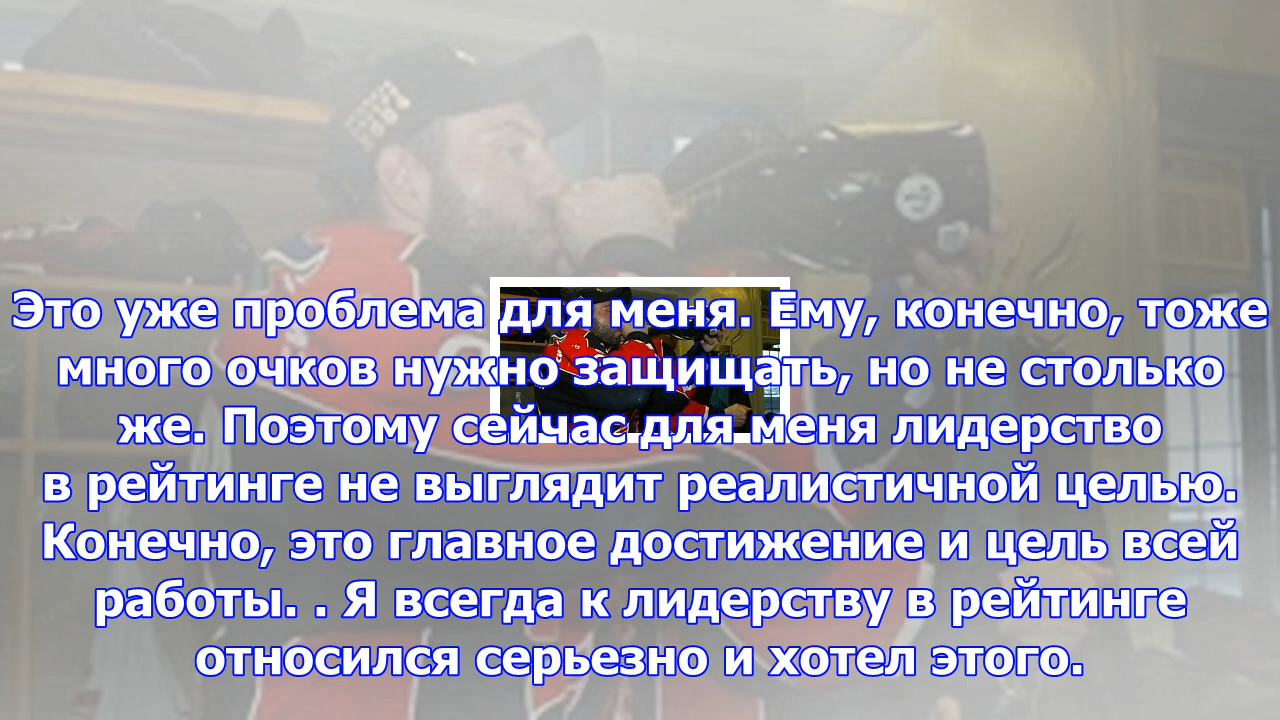 Это уже проблема для меня. Ему, конечно, тоже
много очков нужно защищать, но не столько
же. Поэтому сейчас для меня лидерство
в рейтинге не выглядит реалистичной целью.
Конечно, это главное достижение и цель всей
работы. . Я всегда к лидерству в рейтинге
относился серьезно и хотел этого.